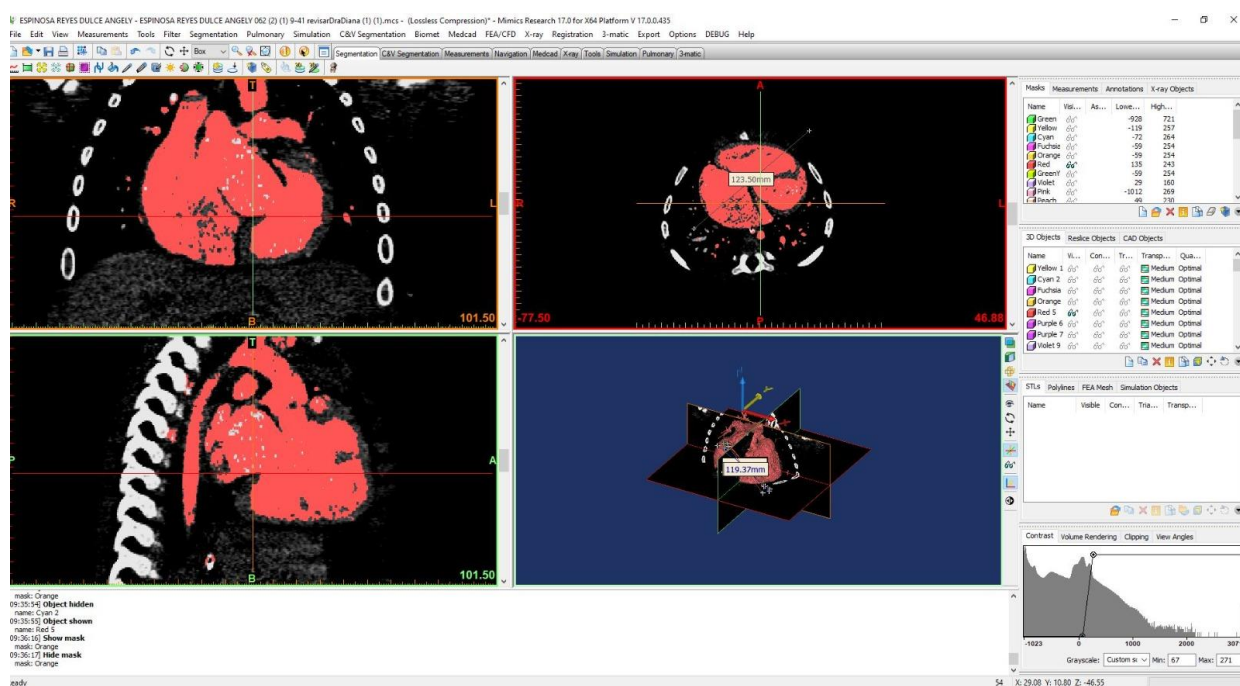 ESPINOSA REYES DULCE ANGELY - ESPINOSA REYES DULCE ANGELY 062 (2) (1) 9-41 revisarDraDiana (1) (1).mcs - (Lossless Compression)* - Mimics Research 17.0 for X64 Platform V 17.0.0.435
File Edit View Measurements Tools Filter Segmentation Pulmonary Simulation C&V Segmentation Biomet Medcad FEA/CFD X-ray Registration 3-matic Export Options DEBUG Help
Box
Segmentation C&V Segmentation Measurements Navigation Medcad X-ray Tools Simulation Pulmonary 3-matic
T
R
L
B
101.50
A
R
L
P
123.50mm
-77.50
46.88
T
P
A
B
101.50
119.37mm
Masks Measurements Annotations X-ray Objects
Name Visi... As... Lowe... High...
Green -928 721
Yellow -119 257
Cyan -72 264
Fuchsia -59 254
Orange -59 254
Red 135 243
GreenY -59 254
Violet 29 160
Pink -1012 269
Peach 49 230
3D Objects Reslice Objects CAD Objects
Name Vi... Con... Tr... Transp... Qua...
Yellow 1 Medium Optimal
Cyan 2 Medium Optimal
Fuchsia Medium Optimal
Orange Medium Optimal
Red 5 Medium Optimal
Purple 6 Medium Optimal
Purple 7 Medium Optimal
Violet 9 Medium Optimal
STLs Polylines FEA Mesh Simulation Objects
Name Visible Con... Tria... Transp...
Contrast Volume Rendering Clipping View Angles
-1023 0 1000 2000 3071
Grayscale: Custom s Min: 67 Max: 271
mask: Orange
09:35:54] Object hidden
name: Cyan 2
09:35:55] Object shown
name: Red 5
09:36:16] Show mask
mask: Orange
09:36:17] Hide mask
mask: Orange
eady
54 X: 29.08 Y: 10.80 Z: -46.55